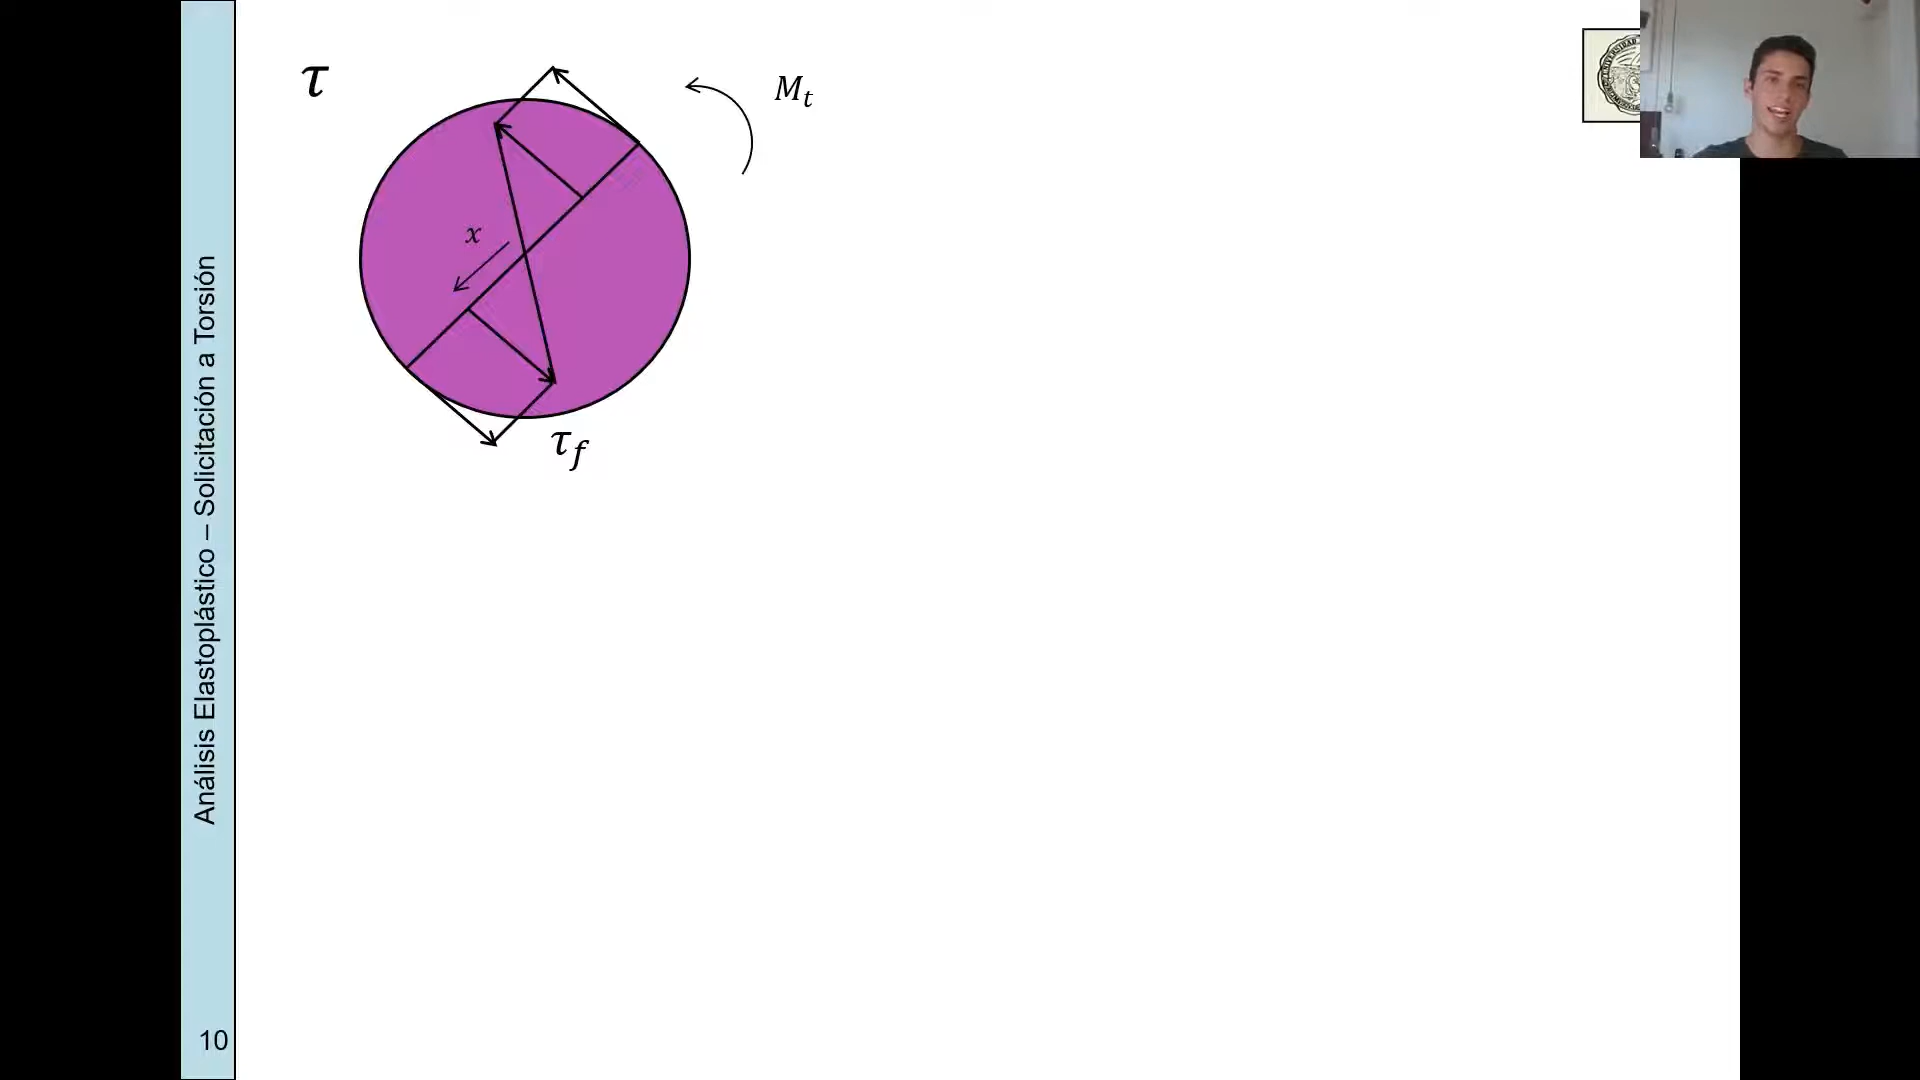 τ
M_t
x
τ_f
Análisis Elastoplástico – Solicitación a Torsión
10